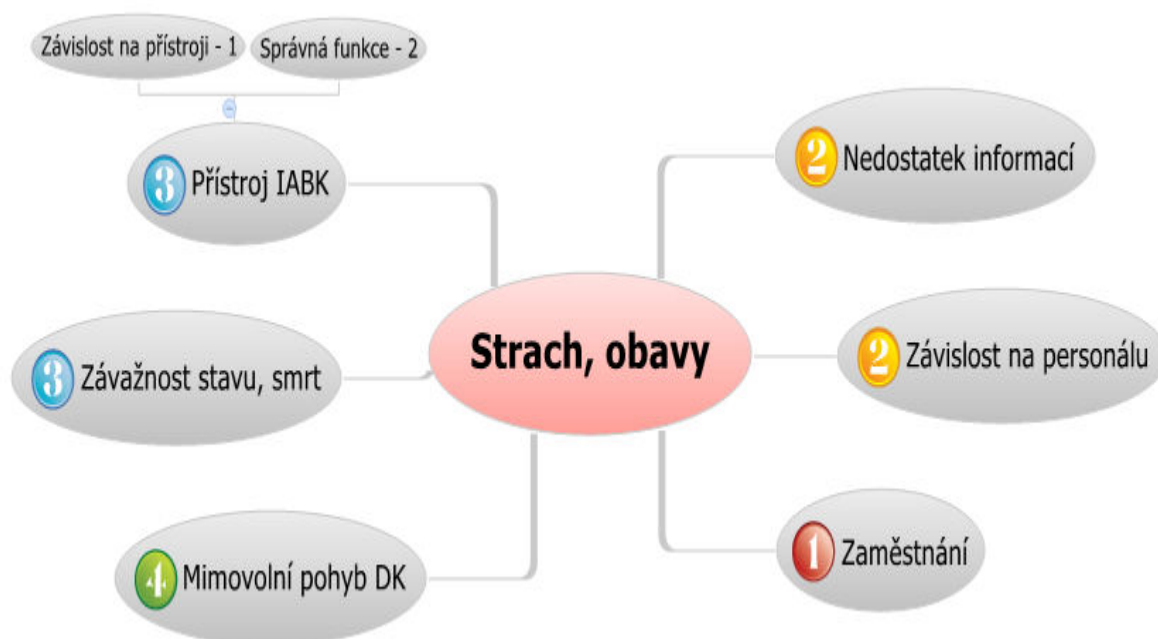 Závislost na přístroji - 1
Správná funkce - 2
3 Přístroj IABK
2 Nedostatek informací
Strach, obavy
3 Závažnost stavu, smrt
2 Závislost na personálu
4 Mimovolní pohyb DK
1 Zaměstnání